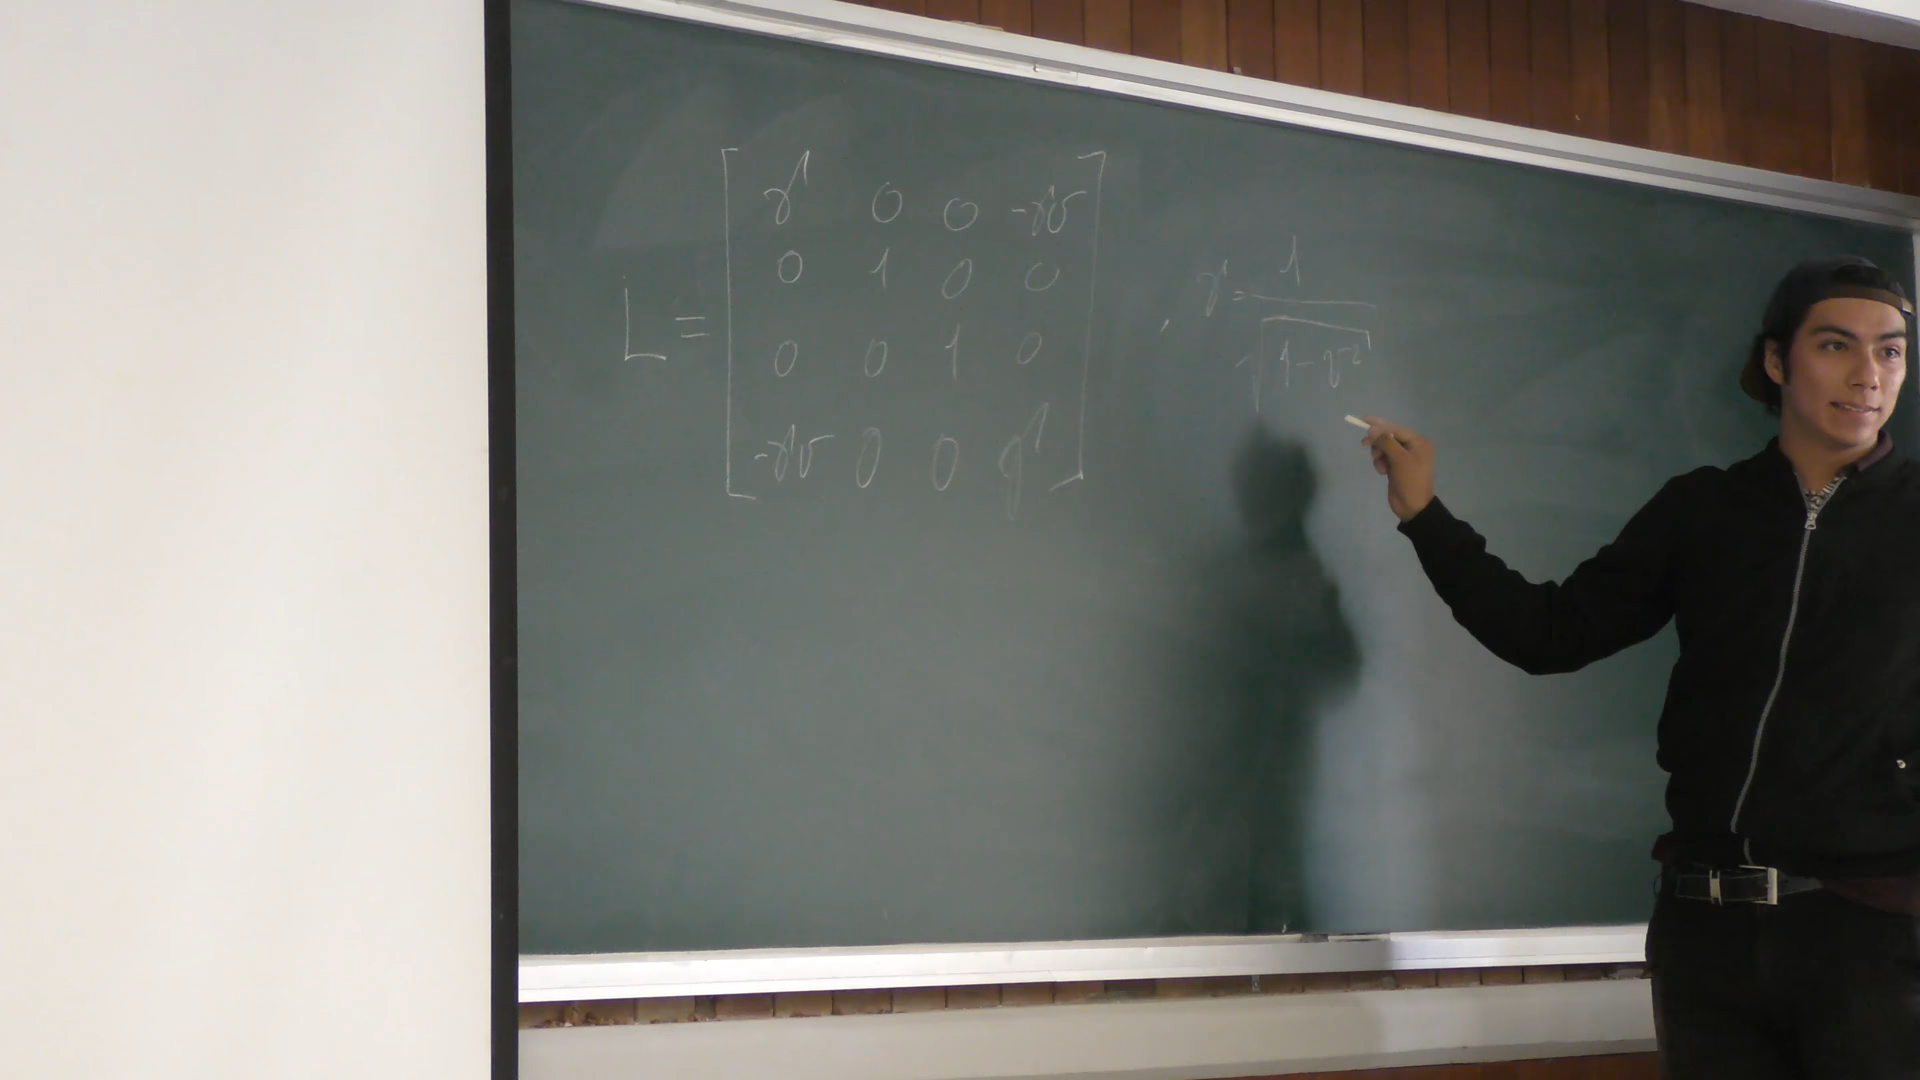 L = [ γ 0 0 -γv
0 1 0 0
0 0 1 0
-γv 0 0 γ ]
, γ = 1 / √(1-v²)